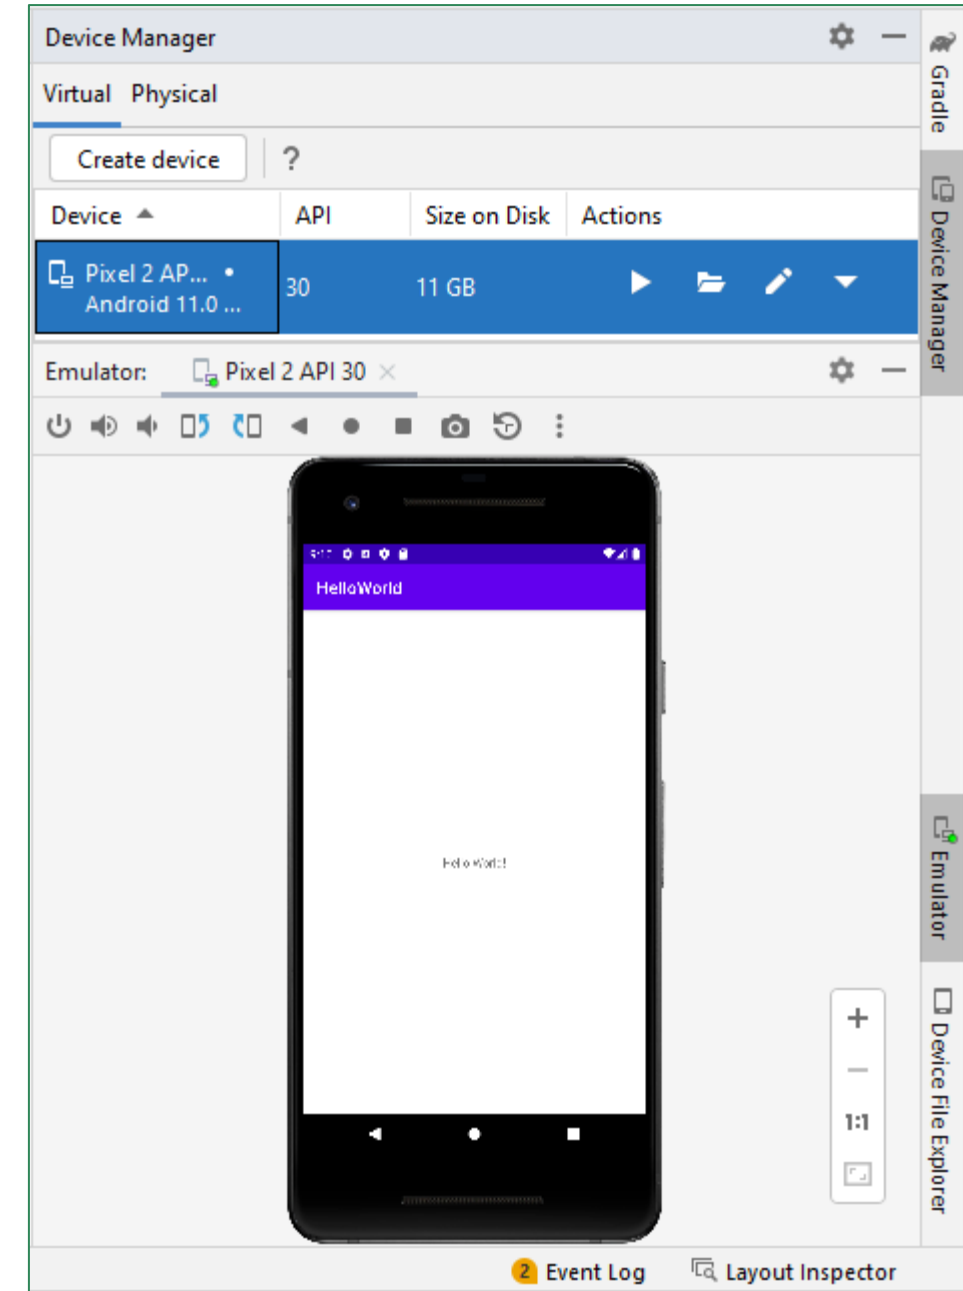 Device Manager
Virtual Physical
Create device ?
Device API Size on Disk Actions
Pixel 2 AP...
Android 11.0 ...
30
11 GB
Emulator: Pixel 2 API 30
HelloWorld
Hello World!
1:1
2 Event Log Layout Inspector
Gradle
Device Manager
Emulator
Device File Explorer